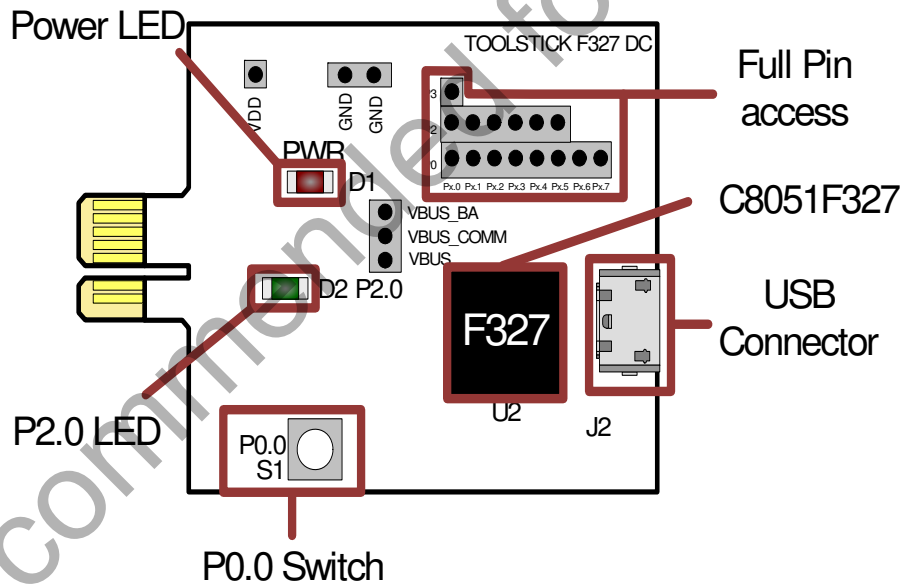 Power LED
TOOLSTICK F327 DC
Full Pin
access
VDD
GND
GND
3
2
0
Px.0 Px.1 Px.2 Px.3 Px.4 Px.5 Px.6 Px.7
PWR
D1
VBUS_BA
VBUS_COMM
VBUS
C8051F327
D2 P2.0
F327
USB
Connector
U2
J2
P2.0 LED
P0.0
S1
P0.0 Switch
commended fo